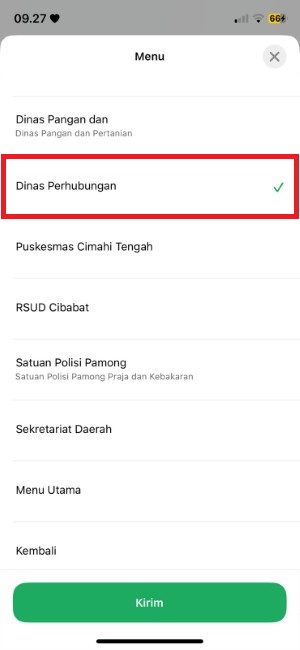 09.27
66
Menu
Dinas Pangan dan
Dinas Pangan dan Pertanian
Dinas Perhubungan
Puskesmas Cimahi Tengah
RSUD Cibabat
Satuan Polisi Pamong
Satuan Polisi Pamong Praja dan Kebakaran
Sekretariat Daerah
Menu Utama
Kembali
Kirim